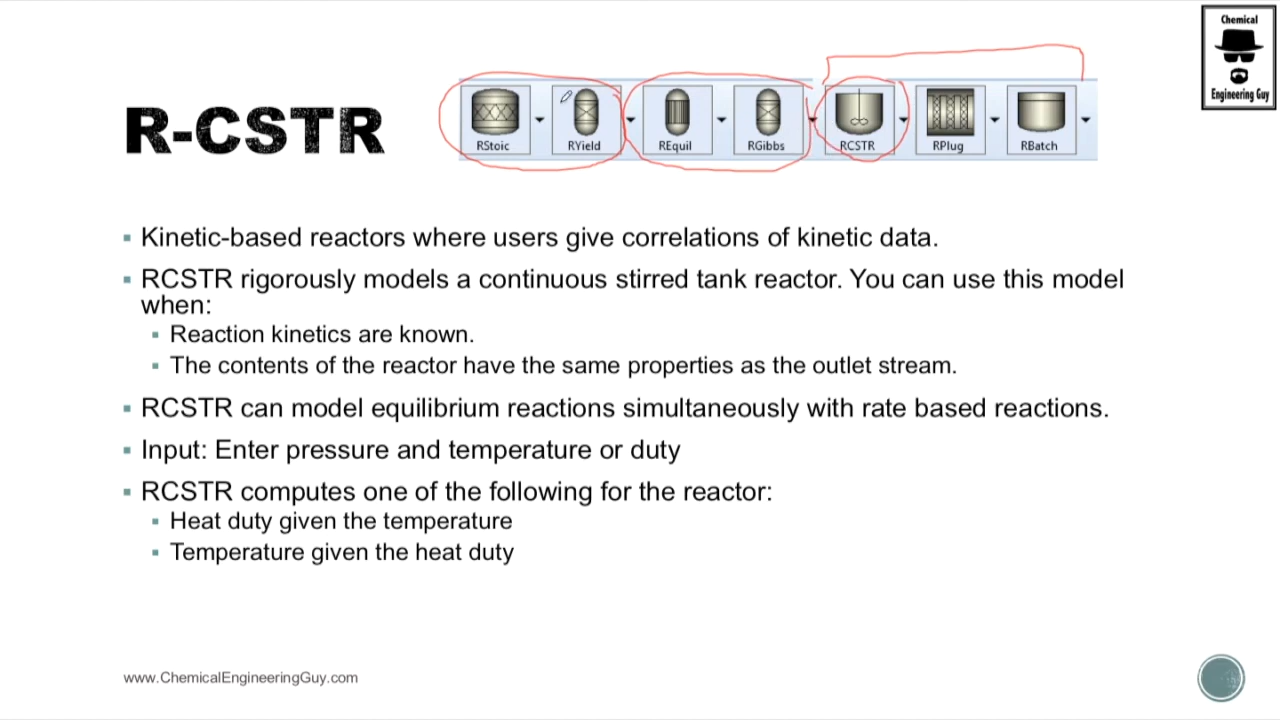 Chemical
Engineering Guy
R-CSTR
RStoic
RYield
REquil
RGibbs
RCSTR
RPlug
RBatch
▪ Kinetic-based reactors where users give correlations of kinetic data.
▪ RCSTR rigorously models a continuous stirred tank reactor. You can use this model
when:
▪ Reaction kinetics are known.
▪ The contents of the reactor have the same properties as the outlet stream.
▪ RCSTR can model equilibrium reactions simultaneously with rate based reactions.
▪ Input: Enter pressure and temperature or duty
▪ RCSTR computes one of the following for the reactor:
▪ Heat duty given the temperature
▪ Temperature given the heat duty
www.ChemicalEngineeringGuy.com